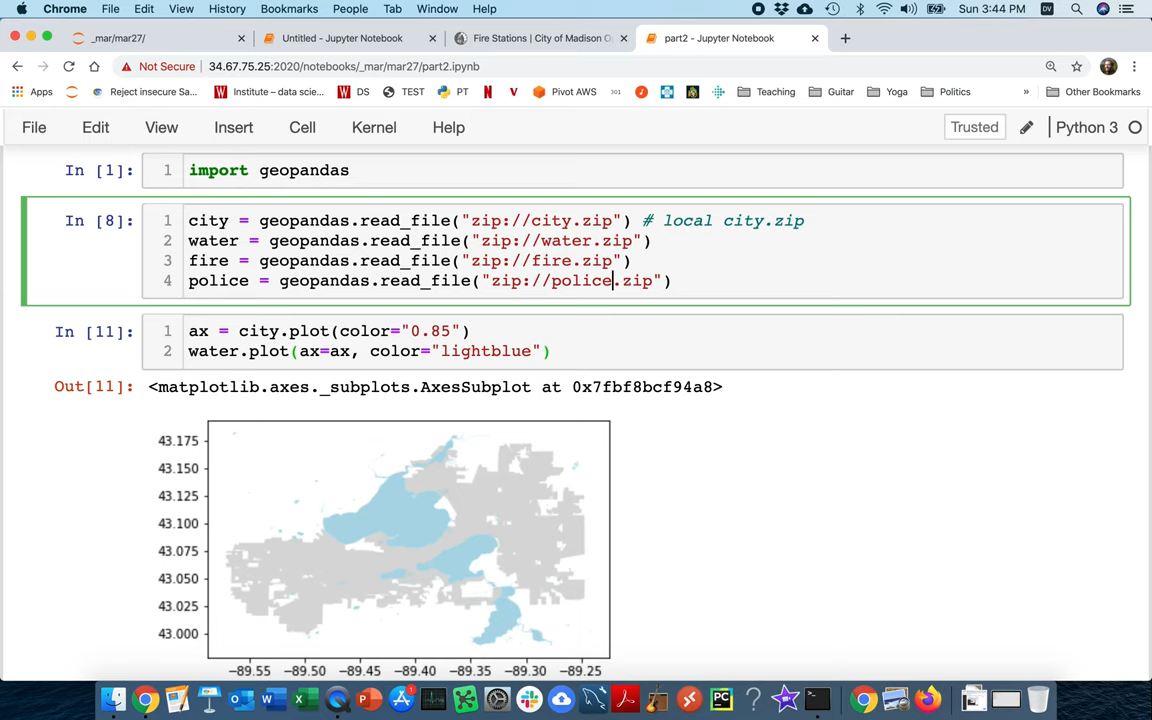 Chrome File Edit View History Bookmarks People Tab Window Help Sun 3:44 PM DV
_mar/mar27/ Untitled - Jupyter Notebook Fire Stations | City of Madison O part2 - Jupyter Notebook
Not Secure 34.67.75.25:2020/notebooks/_mar/mar27/part2.ipynb
Apps Reject insecure Sa... Institute – data scie... DS TEST PT Pivot AWS Teaching Guitar Yoga Politics » Other Bookmarks
File Edit View Insert Cell Kernel Help Trusted Python 3
In [1]: 1 import geopandas
In [8]: 1 city = geopandas.read_file("zip://city.zip") # local city.zip
2 water = geopandas.read_file("zip://water.zip")
3 fire = geopandas.read_file("zip://fire.zip")
4 police = geopandas.read_file("zip://police.zip")
In [11]: 1 ax = city.plot(color="0.85")
2 water.plot(ax=ax, color="lightblue")
Out[11]: <matplotlib.axes._subplots.AxesSubplot at 0x7fbf8bcf94a8>
43.175
43.150
43.125
43.100
43.075
43.050
43.025
43.000
−89.55 −89.50 −89.45 −89.40 −89.35 −89.30 −89.25